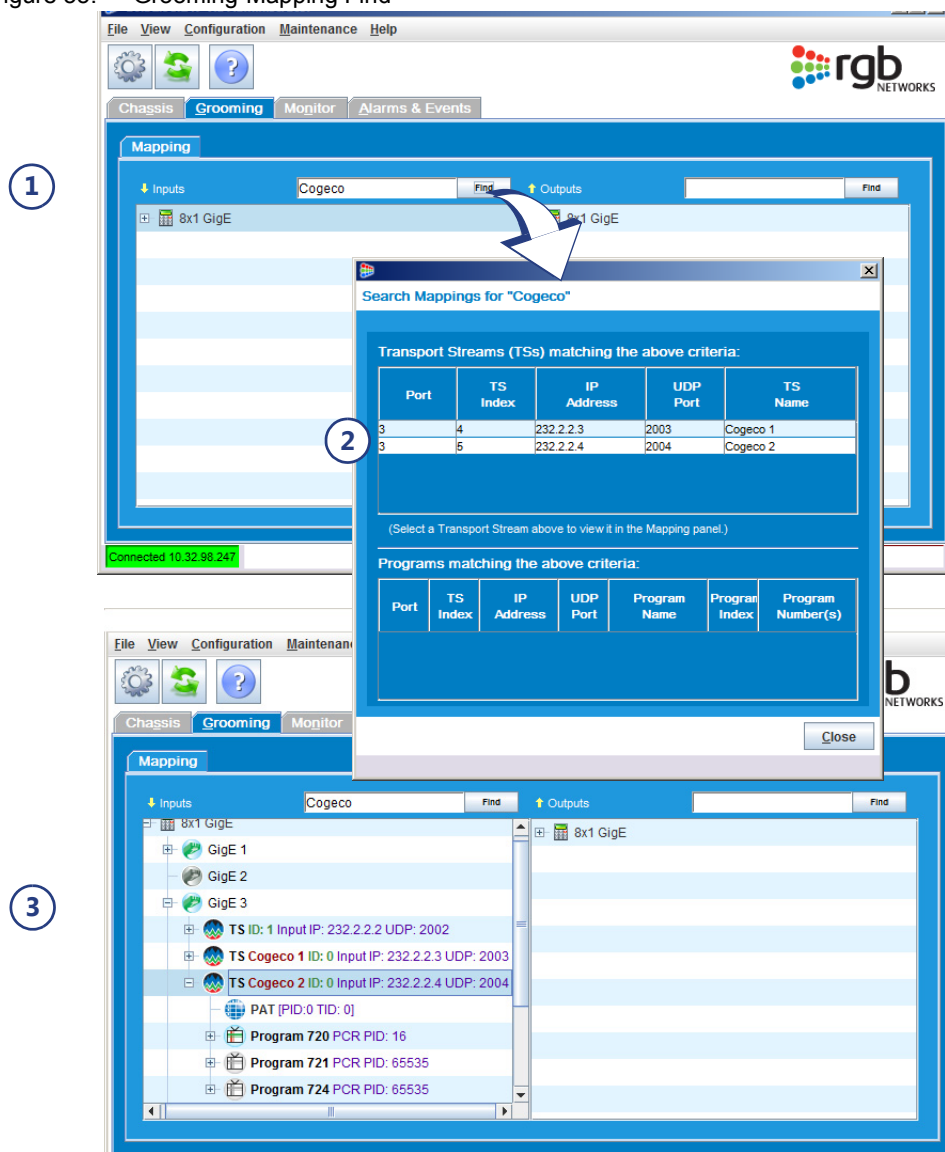 Grooming Mapping Find
File View Configuration Maintenance Help
rgb
NETWORKS
Chassis Grooming Monitor Alarms & Events
Mapping
1
Inputs Cogeco Find Outputs Find
8x1 GigE 8x1 GigE
Search Mappings for "Cogeco"
Transport Streams (TSs) matching the above criteria:
Port TS Index IP Address UDP Port TS Name
2
3 4 232.2.2.3 2003 Cogeco 1
3 5 232.2.2.4 2004 Cogeco 2
(Select a Transport Stream above to view it in the Mapping panel.)
Connected 10.32.98.247
Programs matching the above criteria:
Port TS Index IP Address UDP Port Program Name Program Index Program Number(s)
Close
File View Configuration
b
NETWORKS
Chassis Grooming Monitor
Mapping
Inputs Cogeco Find Outputs Find
8x1 GigE 8x1 GigE
GigE 1
GigE 2
3
GigE 3
TS ID: 1 Input IP: 232.2.2.2 UDP: 2002
TS Cogeco 1 ID: 0 Input IP: 232.2.2.3 UDP: 2003
TS Cogeco 2 ID: 0 Input IP: 232.2.2.4 UDP: 2004
PAT [PID:0 TID: 0]
Program 720 PCR PID: 16
Program 721 PCR PID: 65535
Program 724 PCR PID: 65535